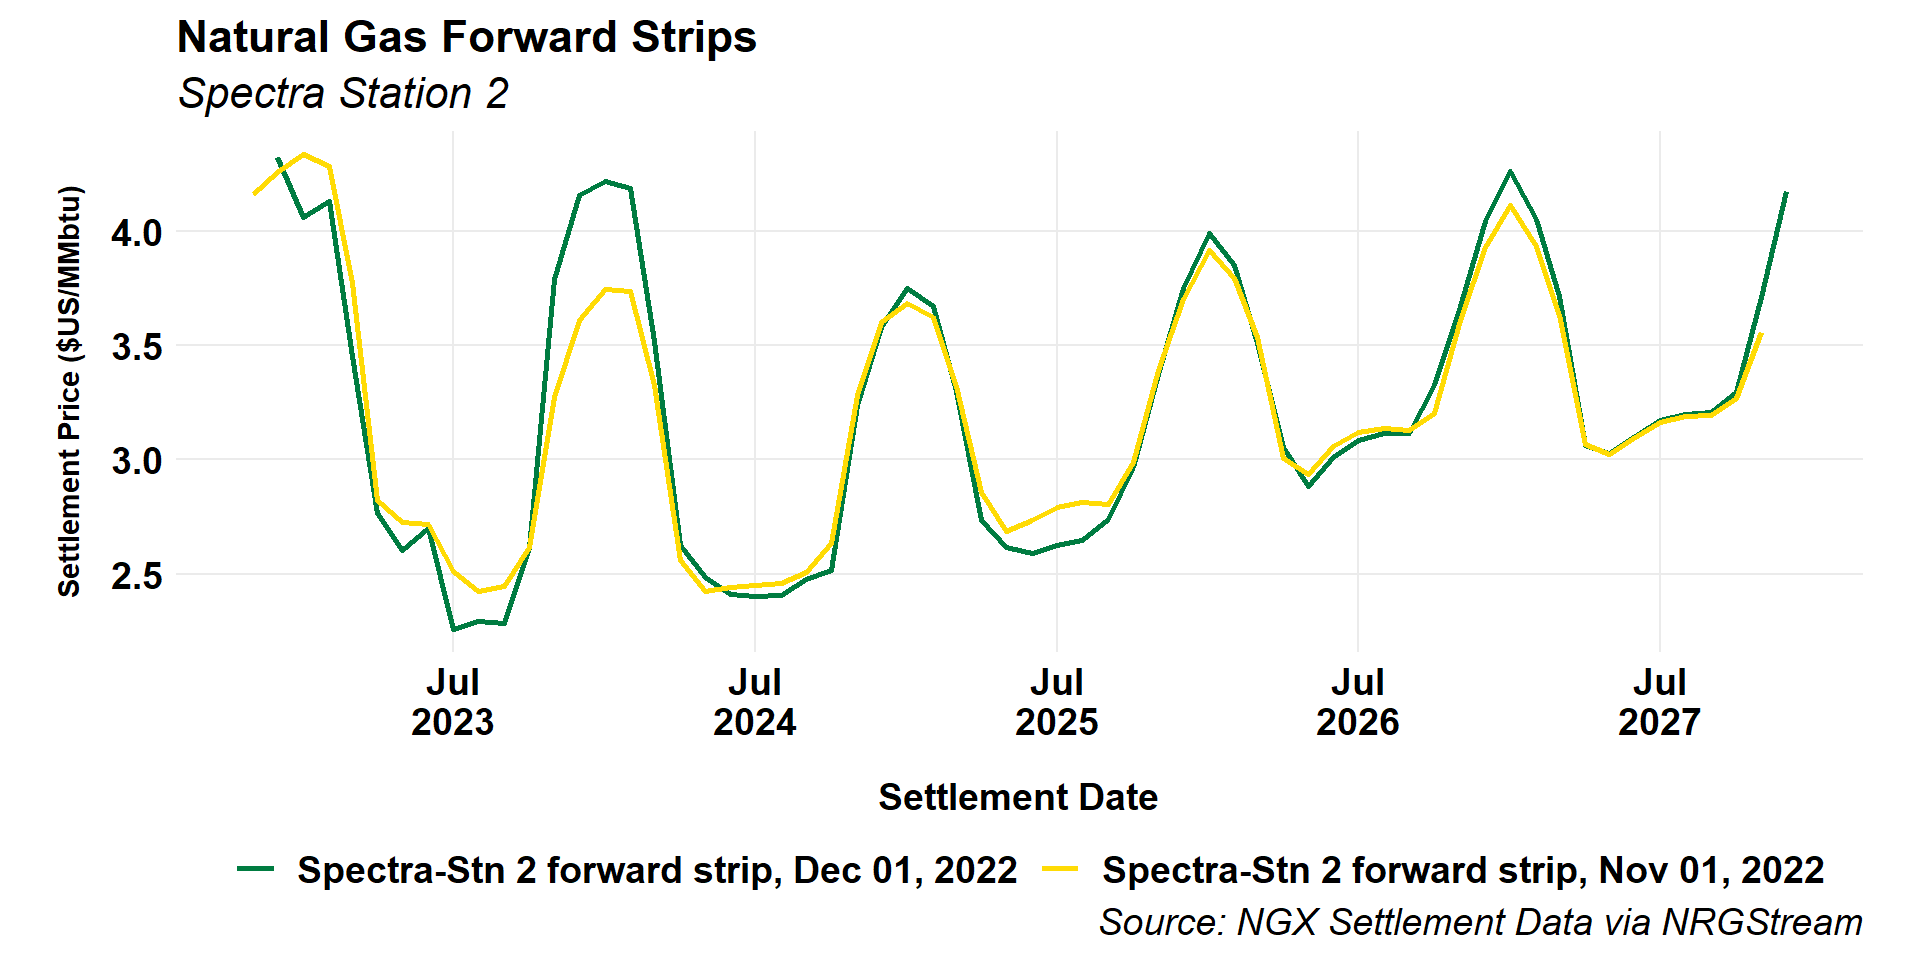 Natural Gas Forward Strips
Spectra Station 2
Settlement Price ($US/MMbtu)
4.0
3.5
3.0
2.5
Jul 2023
Jul 2024
Jul 2025
Jul 2026
Jul 2027
Settlement Date
Spectra-Stn 2 forward strip, Dec 01, 2022
Spectra-Stn 2 forward strip, Nov 01, 2022
Source: NGX Settlement Data via NRGStream